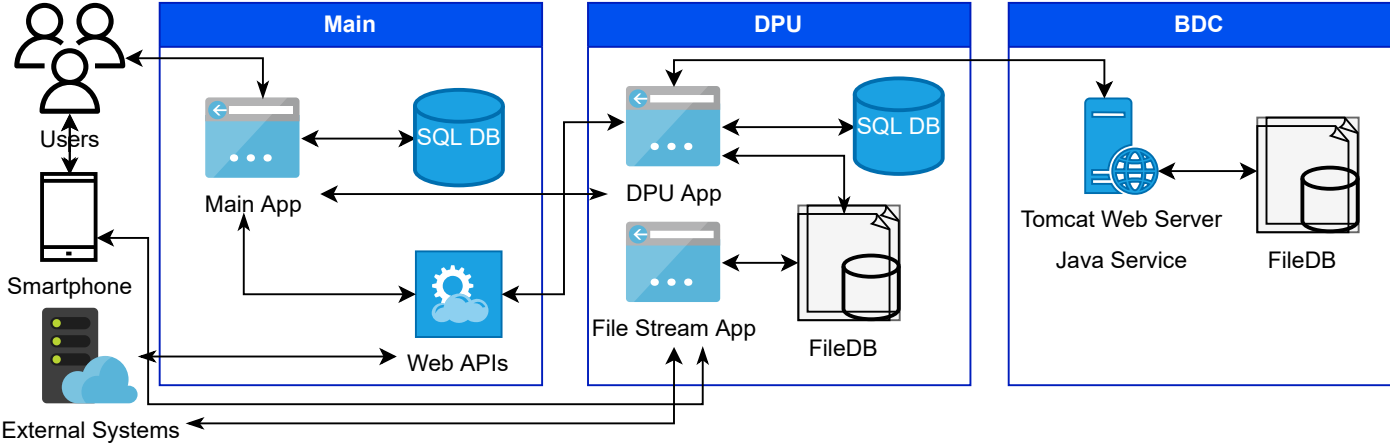 Main
DPU
BDC
Users
SQL DB
SQL DB
Main App
DPU App
Tomcat Web Server
Java Service
FileDB
Smartphone
File Stream App
FileDB
Web APIs
External Systems